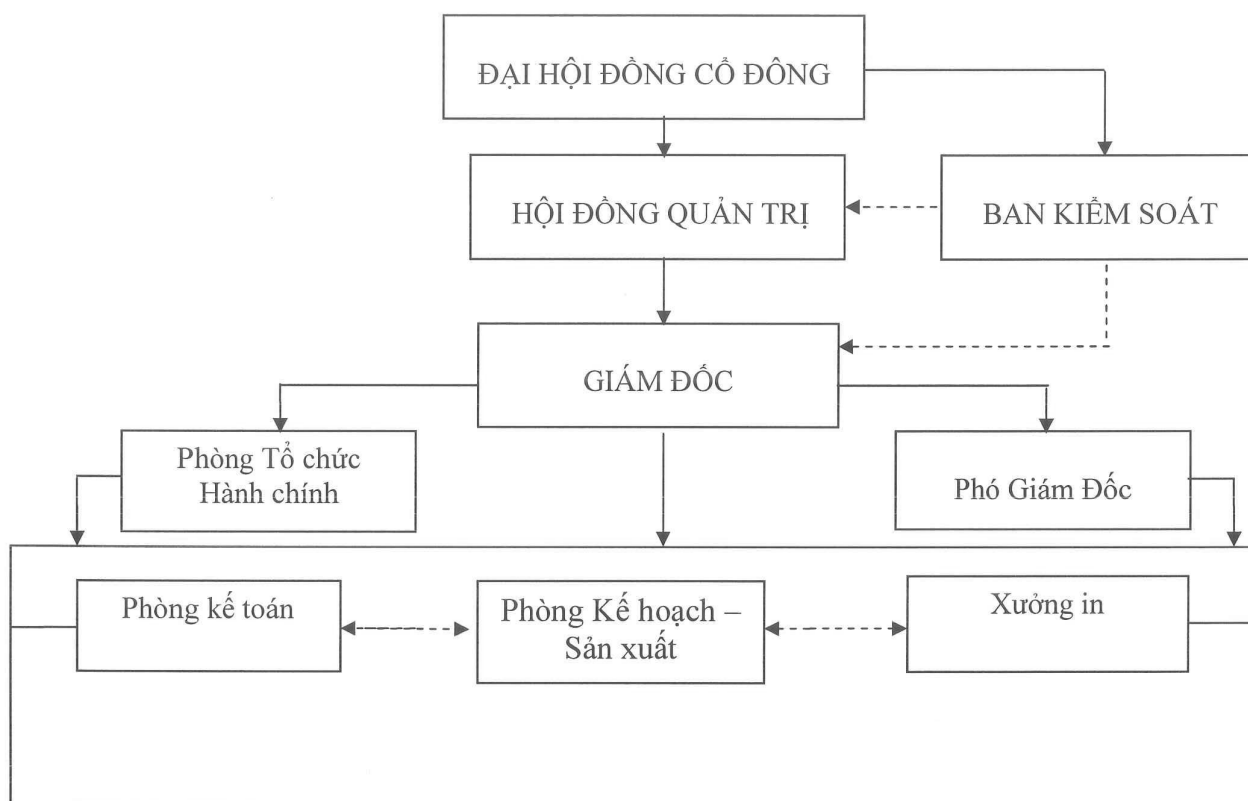 ĐẠI HỘI ĐỒNG CỔ ĐÔNG
HỘI ĐỒNG QUẢN TRỊ
BAN KIỂM SOÁT
GIÁM ĐỐC
Phòng Tổ chức
Hành chính
Phó Giám Đốc
Phòng kế toán
Phòng Kế hoạch –
Sản xuất
Xưởng in